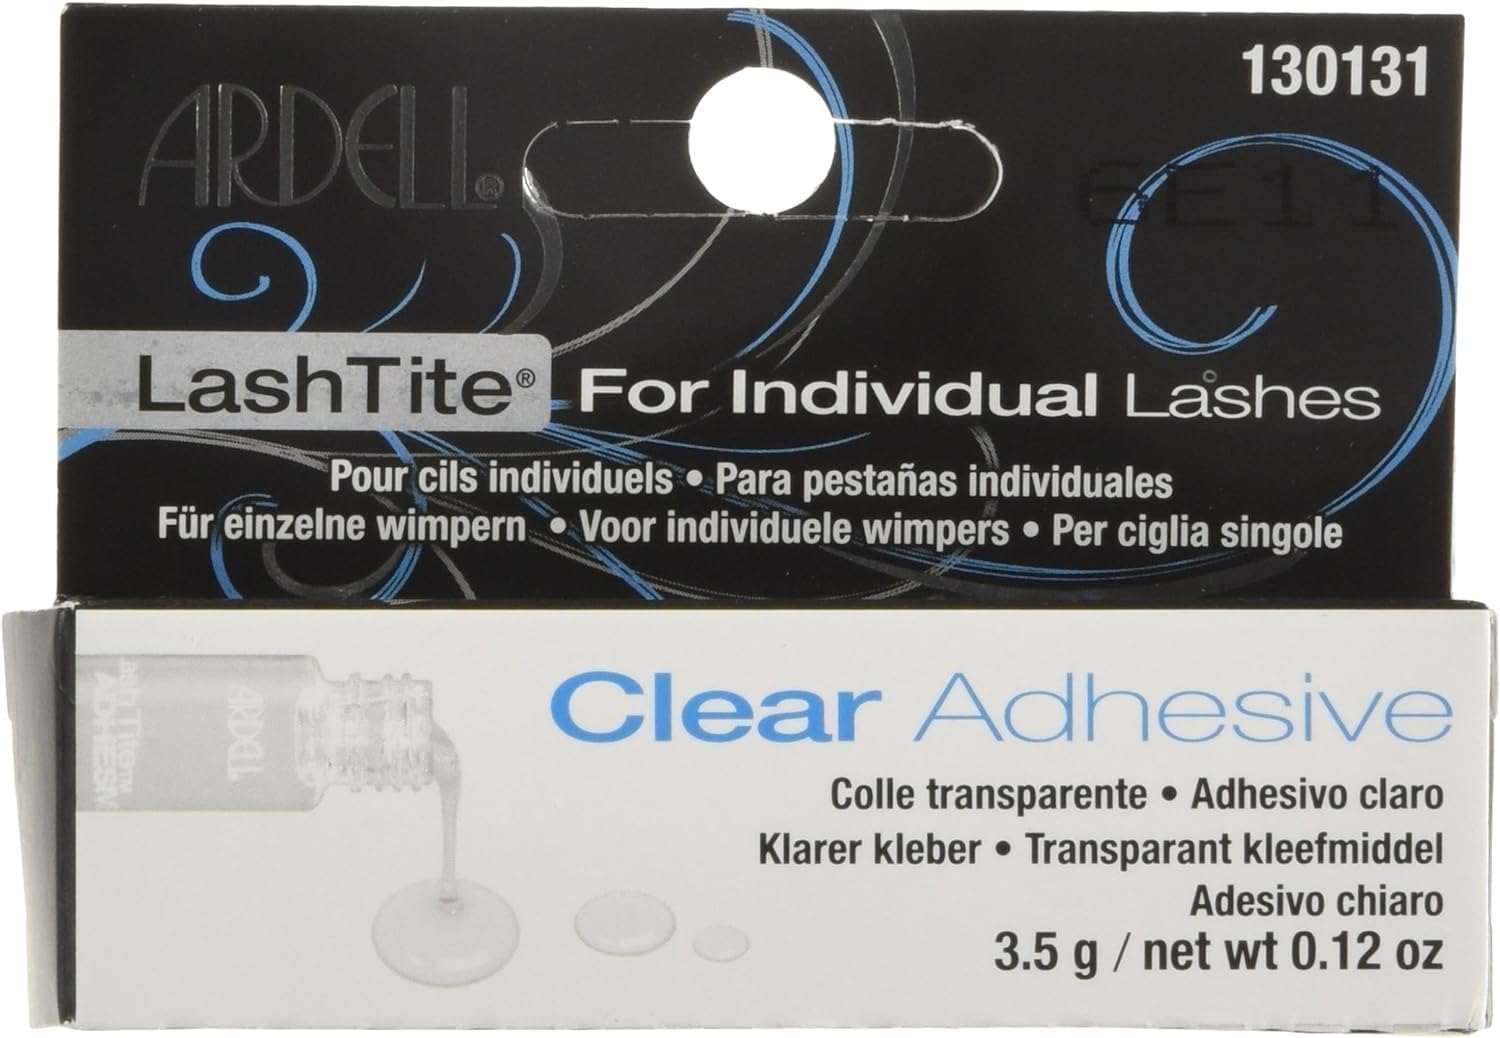 130131
ARDELL®
6E11
LashTite® For Individual Lashes
Pour cils individuels • Para pestañas individuales
Für einzelne wimpern • Voor individuele wimpers • Per ciglia singole
Clear Adhesive
ARDELL
ADHESIV
Colle transparente • Adhesivo claro
Klarer kleber • Transparant kleefmiddel
Adesivo chiaro
3.5 g / net wt 0.12 oz